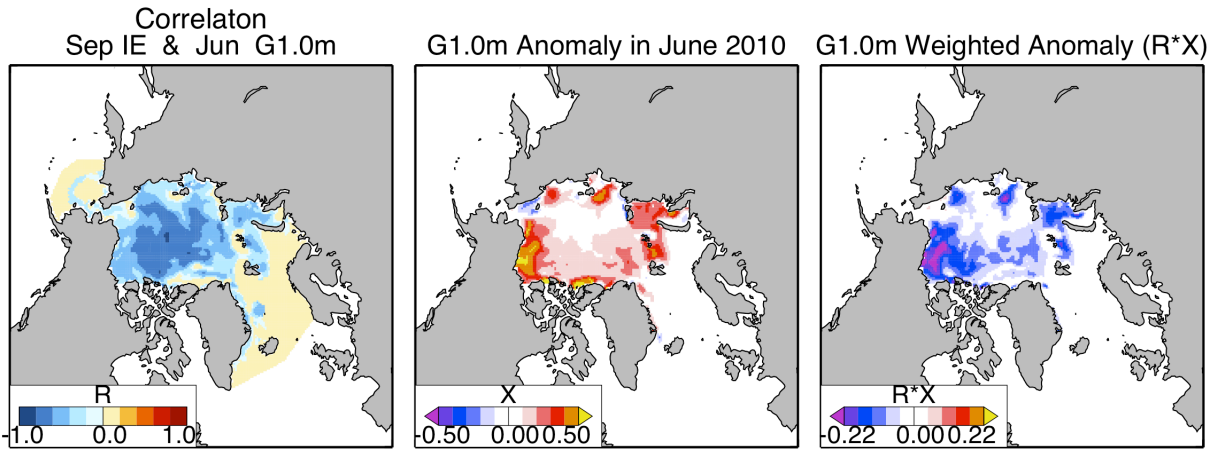 Correlaton
Sep IE & Jun G1.0m
G1.0m Anomaly in June 2010
G1.0m Weighted Anomaly (R*X)
R
-1.0 0.0 1.0
X
-0.50 0.00 0.50
R*X
-0.22 0.00 0.22